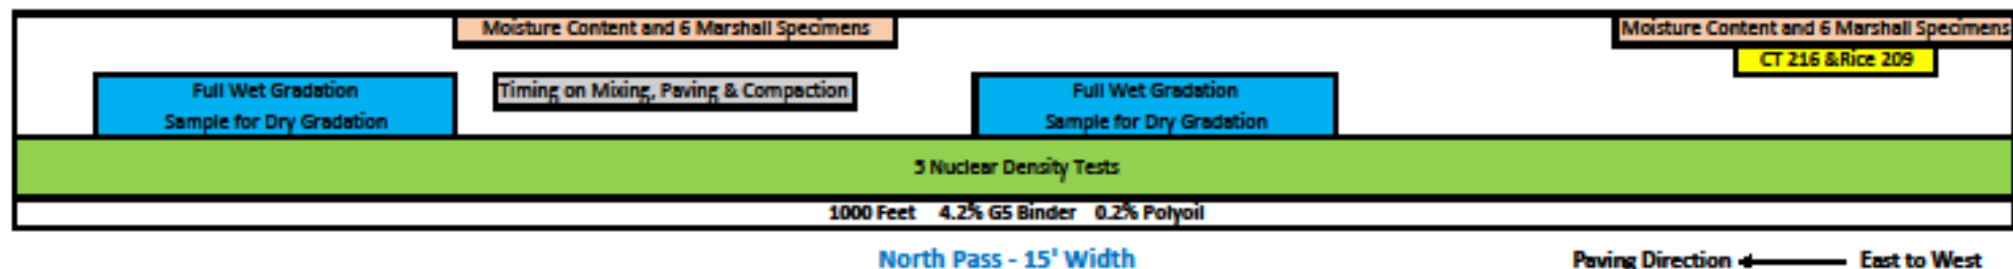 Moisture Content and 6 Marshall Specimens
Moisture Content and 6 Marshall Specimens
CT 216 &Rice 209
Full Wet Gradation
Sample for Dry Gradation
Timing on Mixing, Paving & Compaction
Full Wet Gradation
Sample for Dry Gradation
5 Nuclear Density Tests
1000 Feet 4.2% G5 Binder 0.2% Polyoil
North Pass - 15' Width
Paving Direction East to West